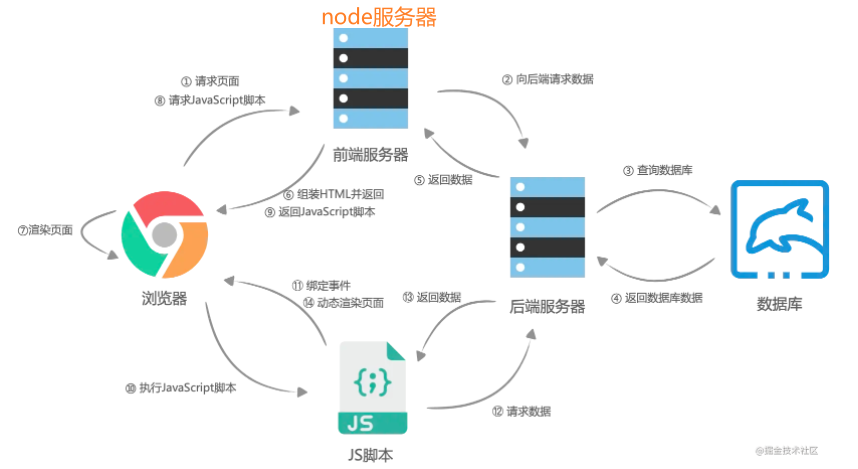 node服务器
① 请求页面
⑧ 请求JavaScript脚本
② 向后端请求数据
前端服务器
⑤ 返回数据
③ 查询数据库
⑥ 组装HTML并返回
⑨ 返回JavaScript脚本
⑦渲染页面
浏览器
⑪ 绑定事件
⑭ 动态渲染页面
⑬ 返回数据
后端服务器
④ 返回数据库数据
数据库
⑩ 执行JavaScript脚本
{;}
JS
⑫ 请求数据
JS脚本
@掘金技术社区